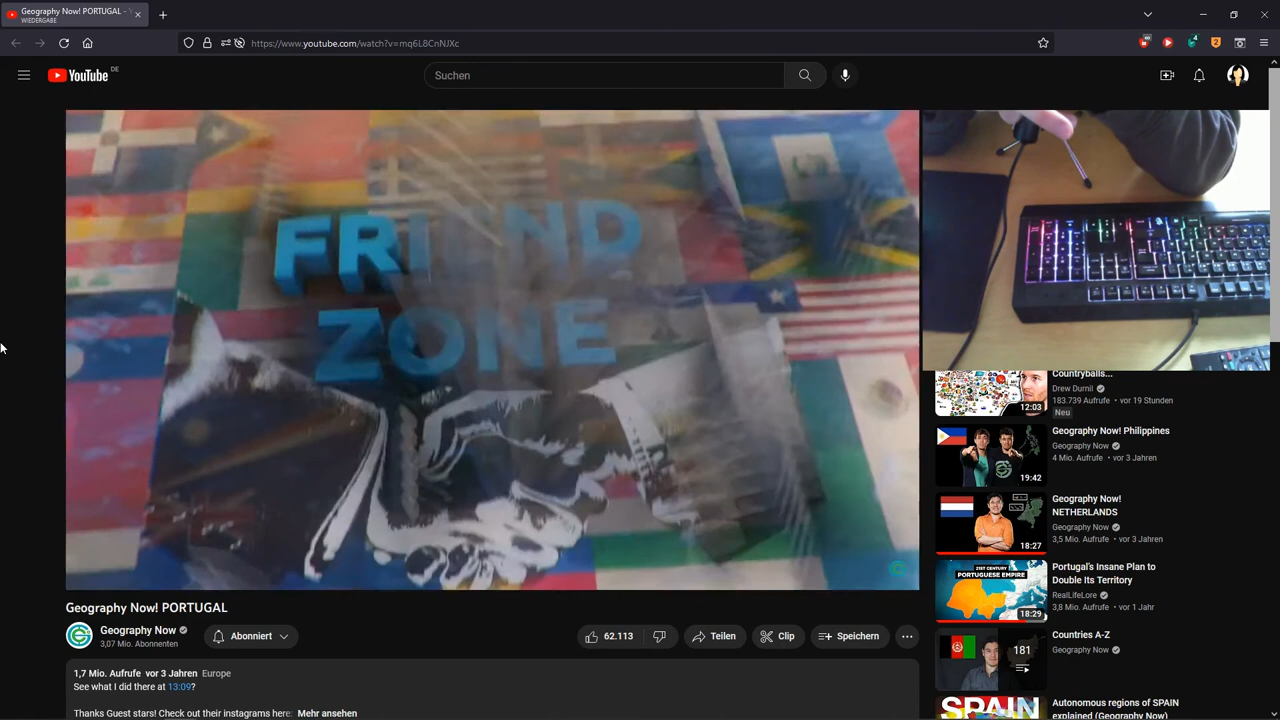 Geography Now! PORTUGAL - Y
WIEDERGABE
https://www.youtube.com/watch?v=mq6L8CnNJXc
YouTube DE
Suchen
FRIEND
ZONE
12:03
Countryballs...
Drew Durnil
183.739 Aufrufe • vor 19 Stunden
Neu
19:42
Geography Now! Philippines
Geography Now
4 Mio. Aufrufe • vor 3 Jahren
18:27
Geography Now!
NETHERLANDS
Geography Now
3,5 Mio. Aufrufe • vor 3 Jahren
21ST CENTURY
PORTUGUESE EMPIRE
18:29
Portugal's Insane Plan to
Double Its Territory
RealLifeLore
3,8 Mio. Aufrufe • vor 1 Jahr
181
Countries A-Z
Geography Now
SPAIN
Autonomous regions of SPAIN
explained (Geography Now)
Geography Now! PORTUGAL
Geography Now
3,07 Mio. Abonnenten
Abonniert
62.113
Teilen
Clip
Speichern
1,7 Mio. Aufrufe vor 3 Jahren Europe
See what I did there at 13:09?
Thanks Guest stars! Check out their instagrams here: Mehr ansehen